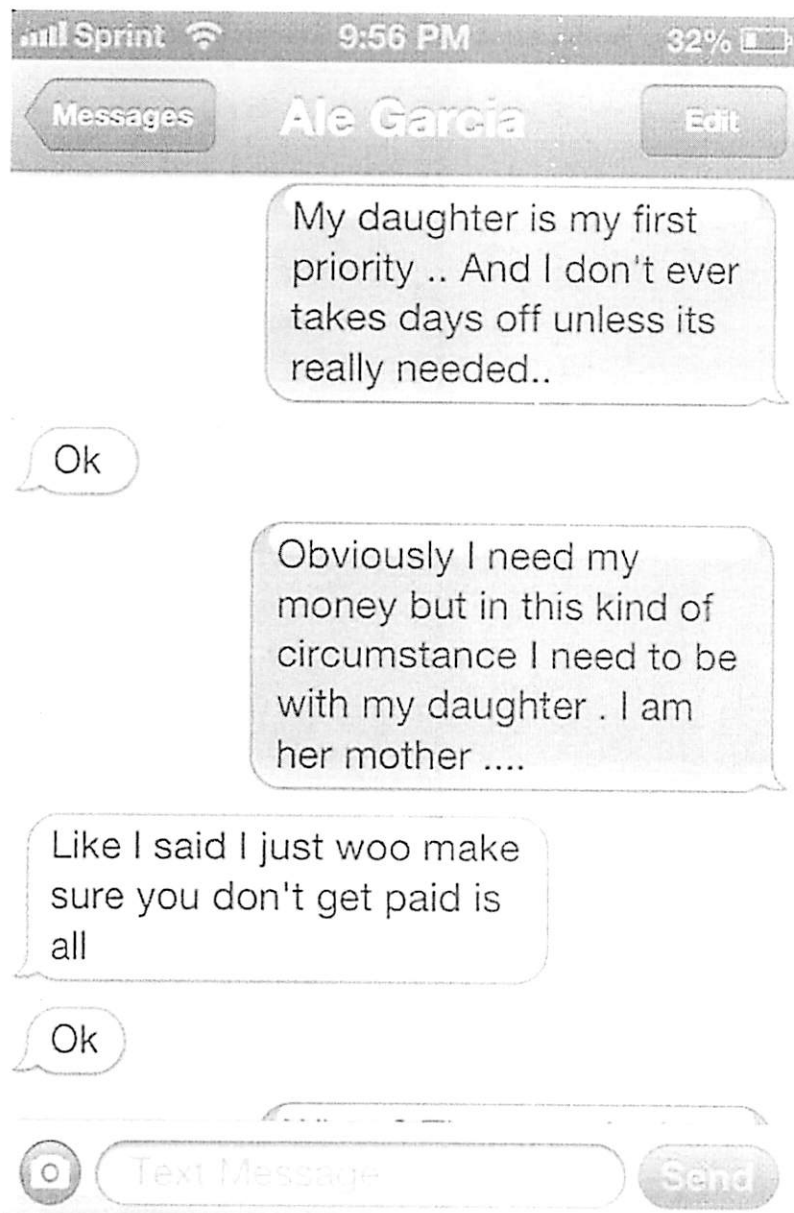 Sprint 9:56 PM 32%
Messages Ale Garcia Edit
My daughter is my first
priority .. And I don't ever
takes days off unless its
really needed..
Ok
Obviously I need my
money but in this kind of
circumstance I need to be
with my daughter . I am
her mother ....
Like I said I just woo make
sure you don't get paid is
all
Ok
Text Message Send